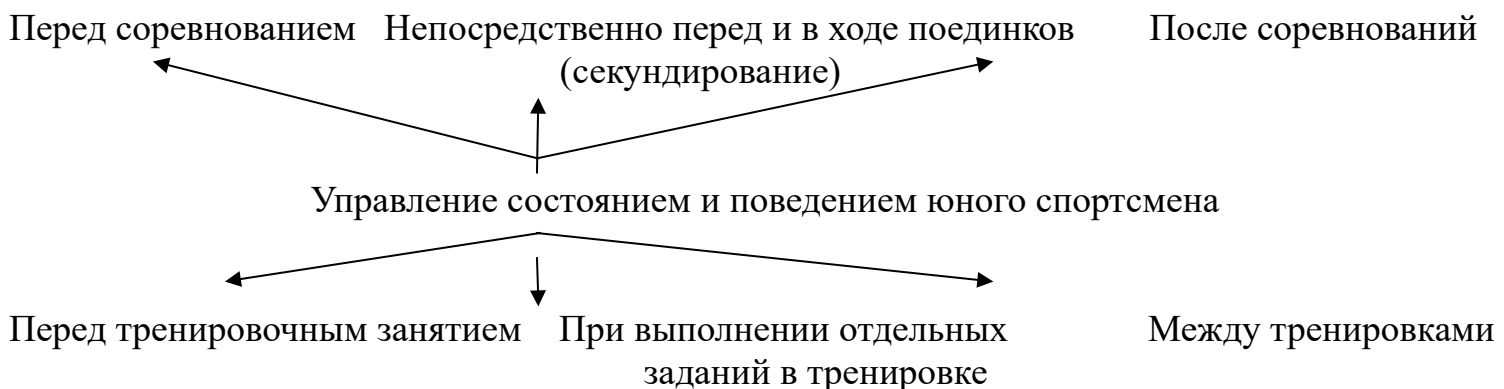 Перед соревнованием Непосредственно перед и в ходе поединков После соревнований
(секундирование)
Управление состоянием и поведением юного спортсмена
Перед тренировочным занятием При выполнении отдельных Между тренировками
заданий в тренировке